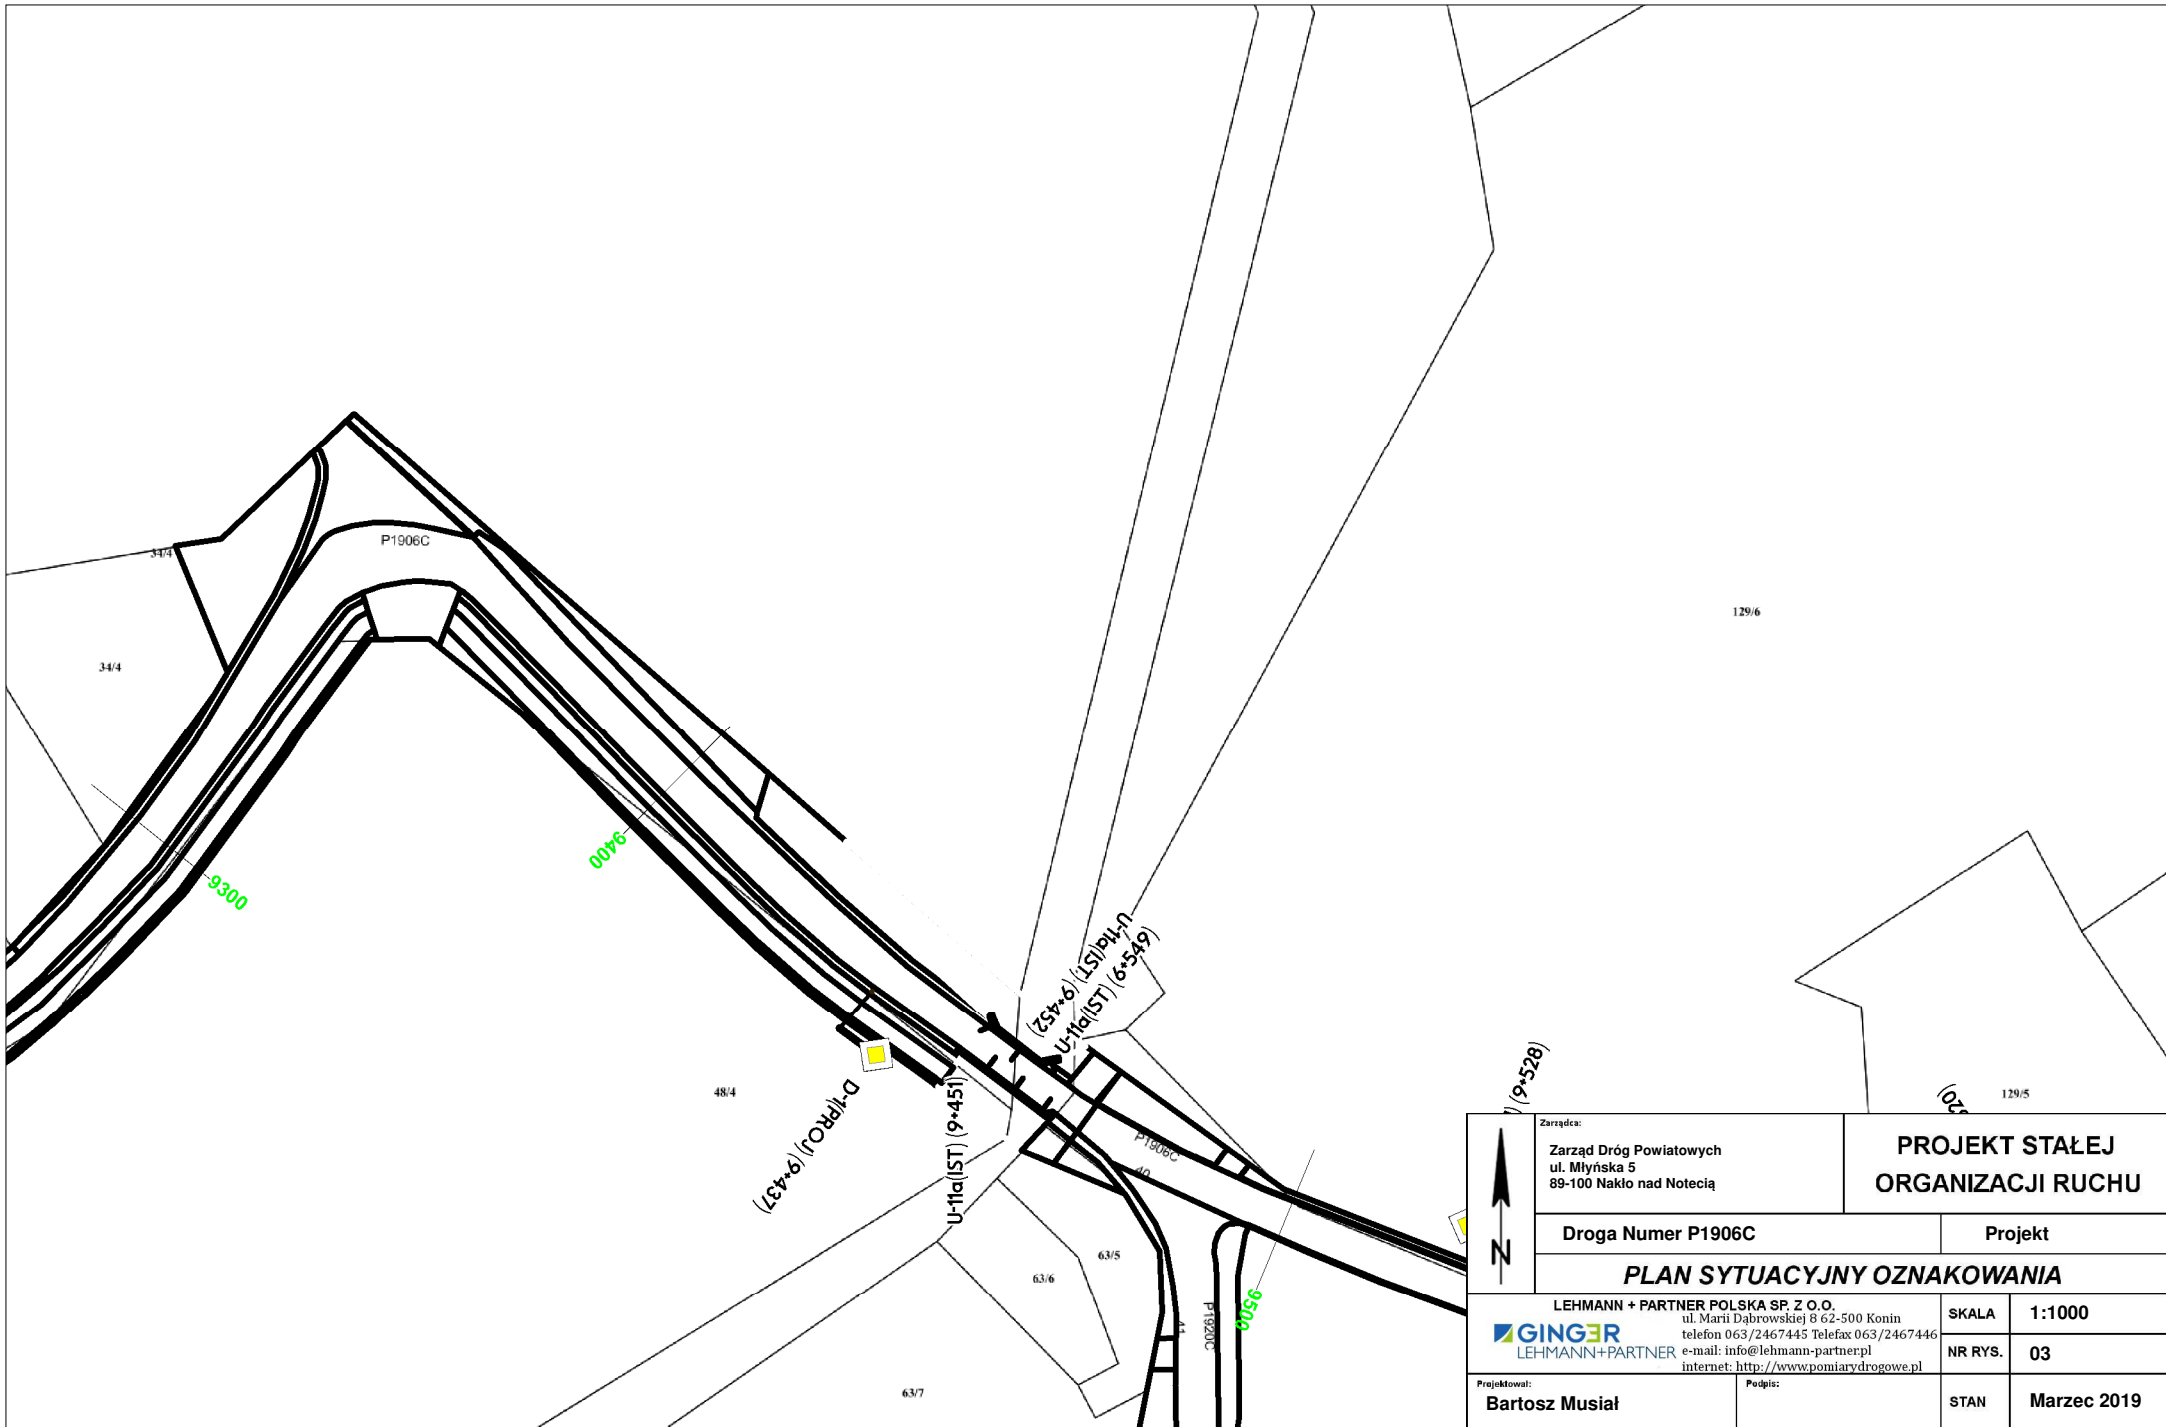 34/4
P1906C
34/4
129/6
9400
9300
U-11a(IST) (9+452)
U-11a(IST) (9+549)
48/4
D-1(PROJ) (9+437)
U-11a(IST) (9+451)
P1906C
40
(9+528)
129/5
63/5
63/6
63/7
41
P1920C
9500
N
Zarządca:
Zarząd Dróg Powiatowych
ul. Młyńska 5
89-100 Nakło nad Notecią
PROJEKT STAŁEJ
ORGANIZACJI RUCHU
Droga Numer P1906C
Projekt
PLAN SYTUACYJNY OZNAKOWANIA
LEHMANN + PARTNER POLSKA SP. Z O.O.
ul. Marii Dąbrowskiej 8 62-500 Konin
telefon 063/2467445 Telefax 063/2467446
e-mail: info@lehmann-partner.pl
internet: http://www.pomiarydrogowe.pl
GINGER
LEHMANN+PARTNER
SKALA 1:1000
NR RYS. 03
Projektował:
Bartosz Musiał
Podpis:
STAN Marzec 2019